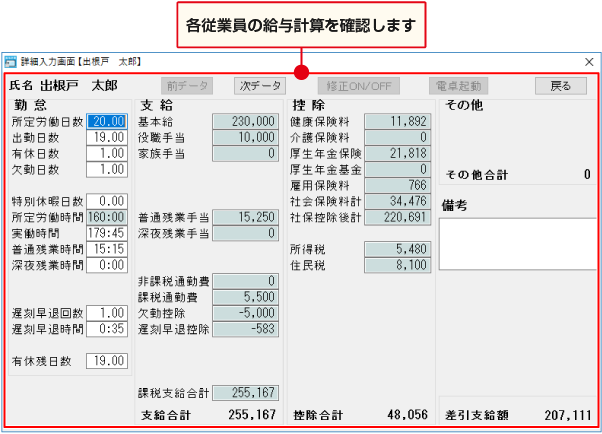 各従業員の給与計算を確認します
詳細入力画面【出根戸　太郎】
氏名 出根戸　太郎 前データ 次データ 修正ON/OFF 電卓起動 戻る
勤 怠
所定労働日数 20.00
出勤日数 19.00
有休日数 1.00
欠勤日数 1.00
特別休暇日数 0.00
所定労働時間 160:00
実働時間 179:45
普通残業時間 15:15
深夜残業時間 0:00
遅刻早退回数 1.00
遅刻早退時間 0:35
有休残日数 19.00
支 給
基本給 230,000
役職手当 10,000
家族手当 0
普通残業手当 15,250
深夜残業手当 0
非課税通勤費 0
課税通勤費 5,500
欠勤控除 -5,000
遅刻早退控除 -583
課税支給合計 255,167
支給合計 255,167
控 除
健康保険料 11,892
介護保険料 0
厚生年金保険 21,818
厚生年金基金 0
雇用保険料 766
社会保険料計 34,476
社保控除後計 220,691
所得税 5,480
住民税 8,100
控除合計 48,056
その他
その他合計 0
備考
差引支給額 207,111